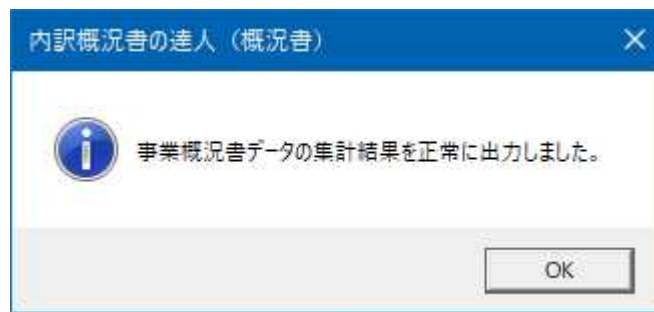 内訳概況書の達人（概況書）
事業概況書データの集計結果を正常に出力しました。
OK